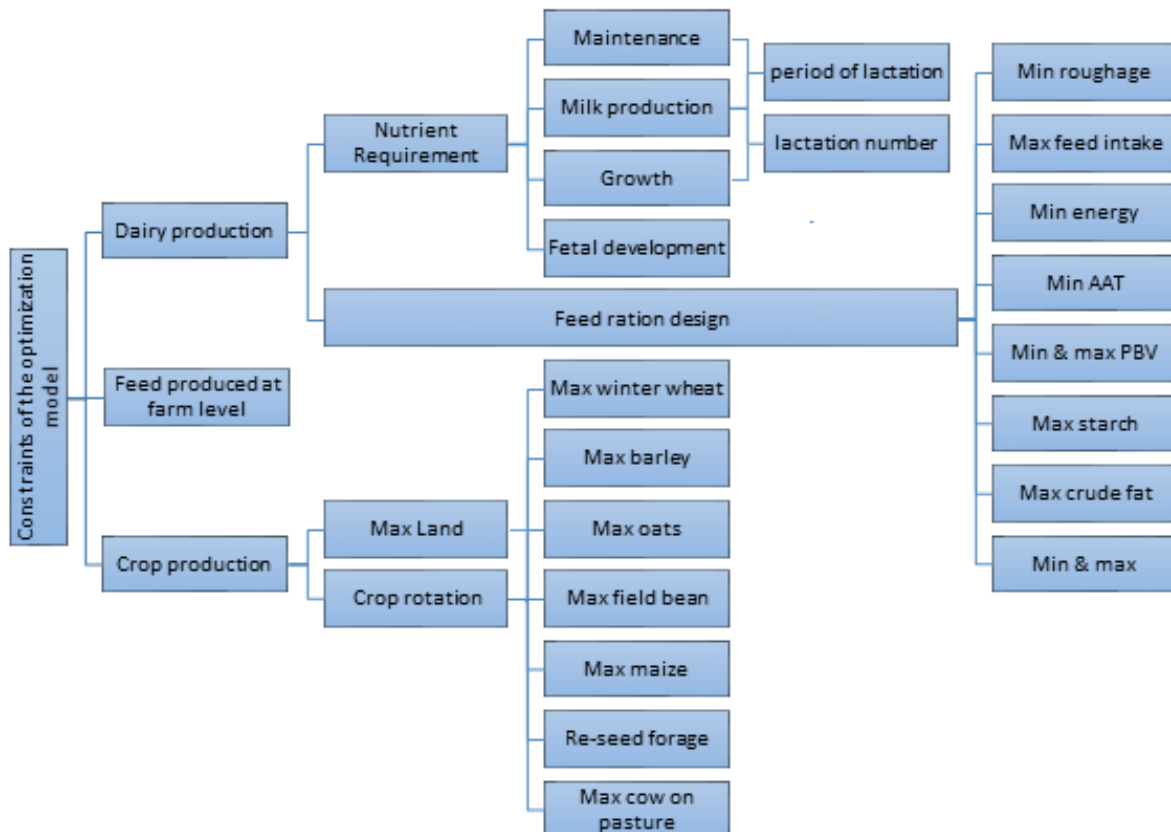 Constraints of the optimization
model
Dairy production
Feed produced at
farm level
Crop production
Nutrient
Requirement
Feed ration design
Max Land
Crop rotation
Maintenance
Milk production
Growth
Fetal development
period of lactation
lactation number
Max winter wheat
Max barley
Max oats
Max field bean
Max maize
Re-seed forage
Max cow on
pasture
Min roughage
Max feed intake
Min energy
Min AAT
Min & max PBV
Max starch
Max crude fat
Min & max